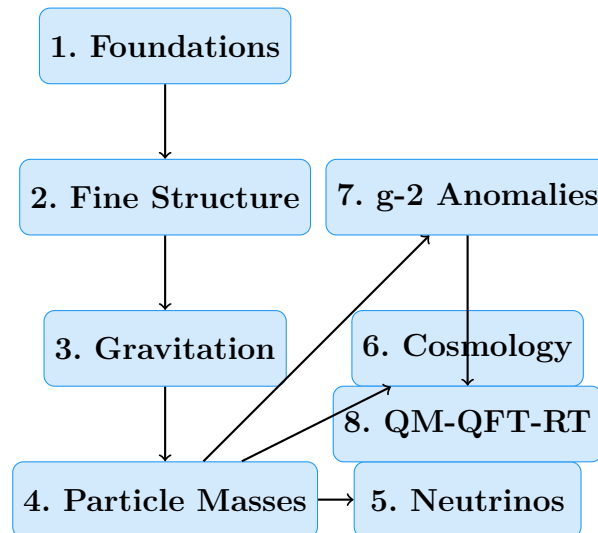 1. Foundations
2. Fine Structure
7. g-2 Anomalies
3. Gravitation
6. Cosmology
8. QM-QFT-RT
4. Particle Masses
5. Neutrinos